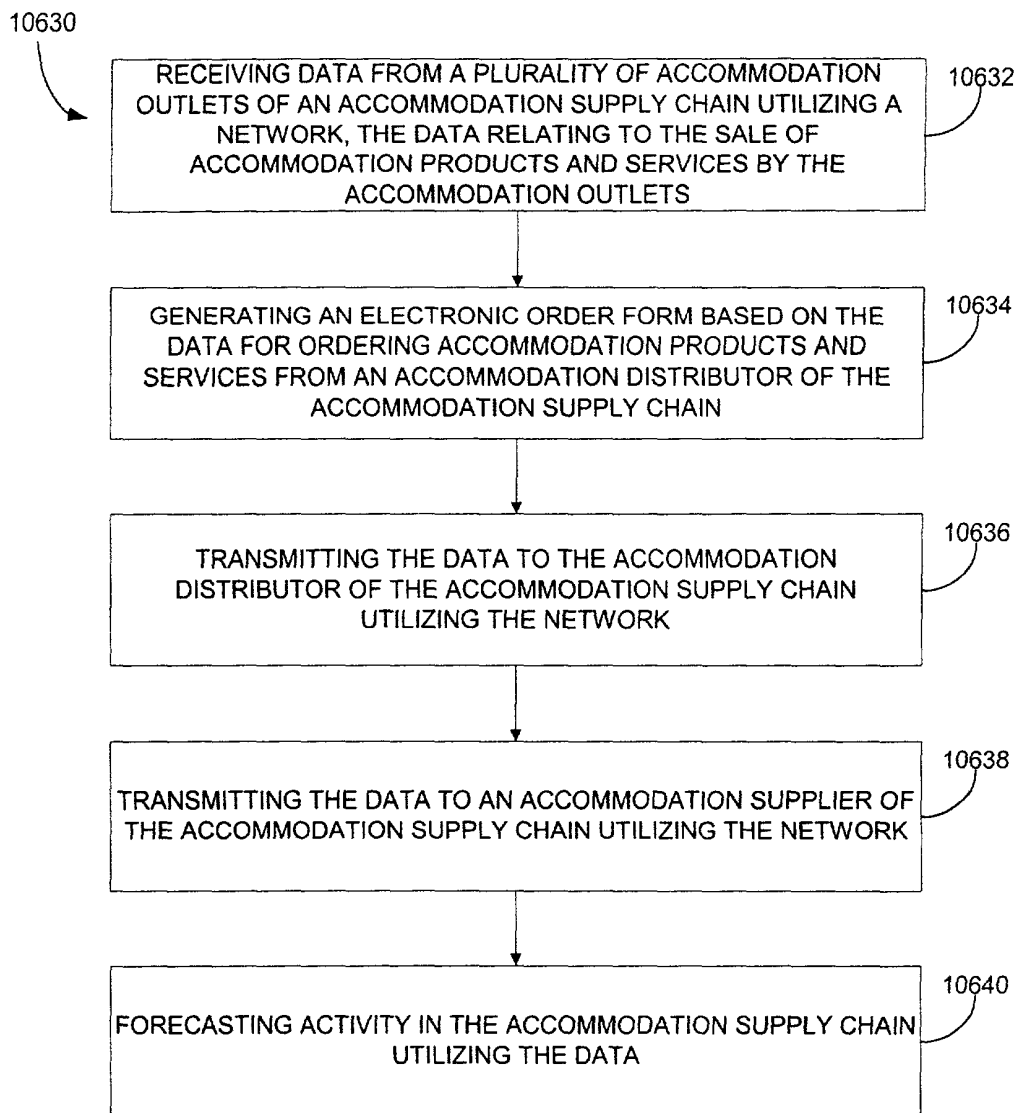 10630
RECEIVING DATA FROM A PLURALITY OF ACCOMMODATION
OUTLETS OF AN ACCOMMODATION SUPPLY CHAIN UTILIZING A
NETWORK, THE DATA RELATING TO THE SALE OF
ACCOMMODATION PRODUCTS AND SERVICES BY THE
ACCOMMODATION OUTLETS
10632
GENERATING AN ELECTRONIC ORDER FORM BASED ON THE
DATA FOR ORDERING ACCOMMODATION PRODUCTS AND
SERVICES FROM AN ACCOMMODATION DISTRIBUTOR OF THE
ACCOMMODATION SUPPLY CHAIN
10634
TRANSMITTING THE DATA TO THE ACCOMMODATION
DISTRIBUTOR OF THE ACCOMMODATION SUPPLY CHAIN
UTILIZING THE NETWORK
10636
TRANSMITTING THE DATA TO AN ACCOMMODATION SUPPLIER OF
THE ACCOMMODATION SUPPLY CHAIN UTILIZING THE NETWORK
10638
FORECASTING ACTIVITY IN THE ACCOMMODATION SUPPLY CHAIN
UTILIZING THE DATA
10640